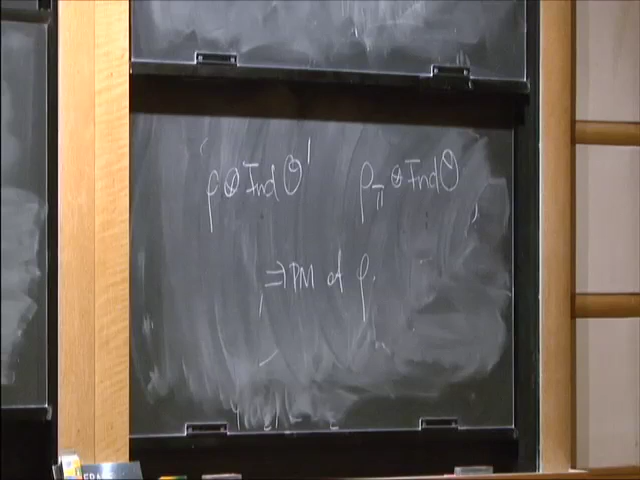 ρ⊗Ind Θ' ρ_π ⊗ Ind Θ
⇒ PM of ρ.